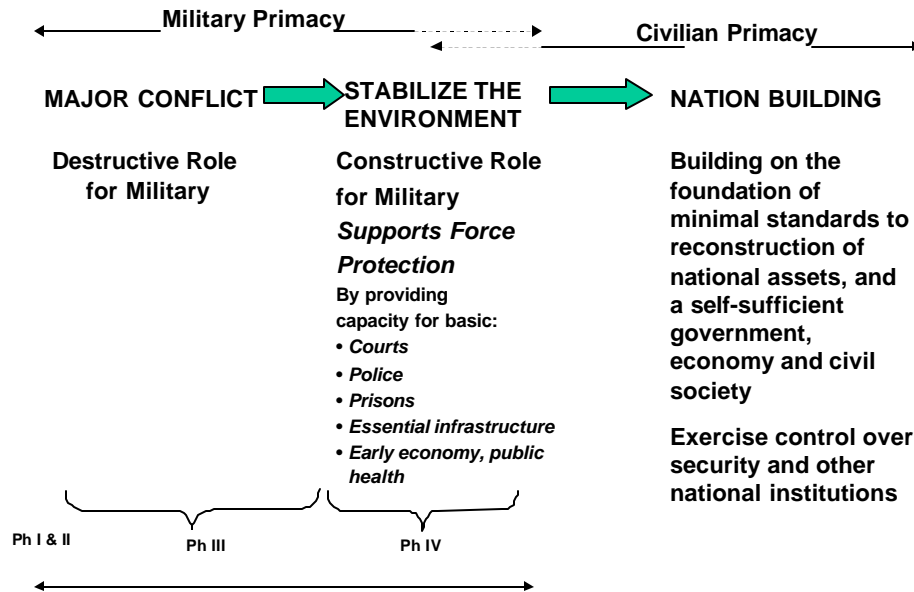 Military Primacy
Civilian Primacy
MAJOR CONFLICT
STABILIZE THE
ENVIRONMENT
NATION BUILDING
Destructive Role
for Military
Constructive Role
for Military
Supports Force
Protection
By providing
capacity for basic:
• Courts
• Police
• Prisons
• Essential infrastructure
• Early economy, public
health
Building on the
foundation of
minimal standards to
reconstruction of
national assets, and
a self-sufficient
government,
economy and civil
society
Exercise control over
security and other
national institutions
Ph I & II
Ph III
Ph IV